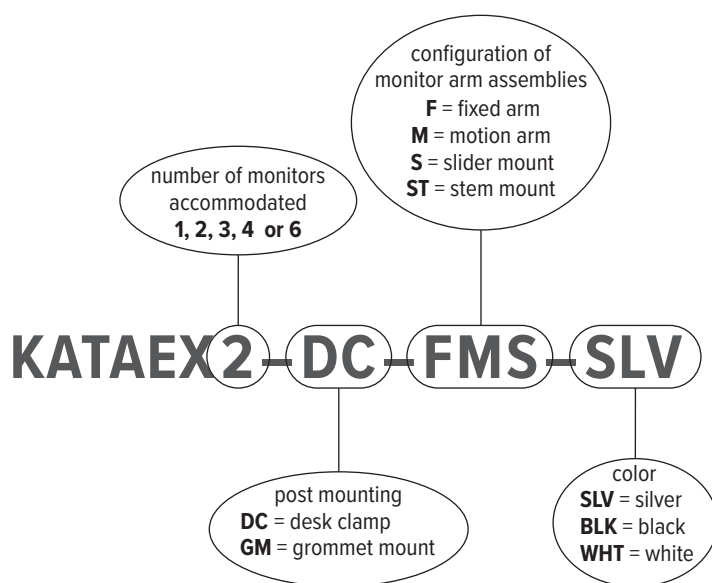 configuration of
monitor arm assemblies
F = fixed arm
M = motion arm
S = slider mount
ST = stem mount
number of monitors
accommodated
1, 2, 3, 4 or 6
KATAEX2–DC–FMS–SLV
post mounting
DC = desk clamp
GM = grommet mount
color
SLV = silver
BLK = black
WHT = white